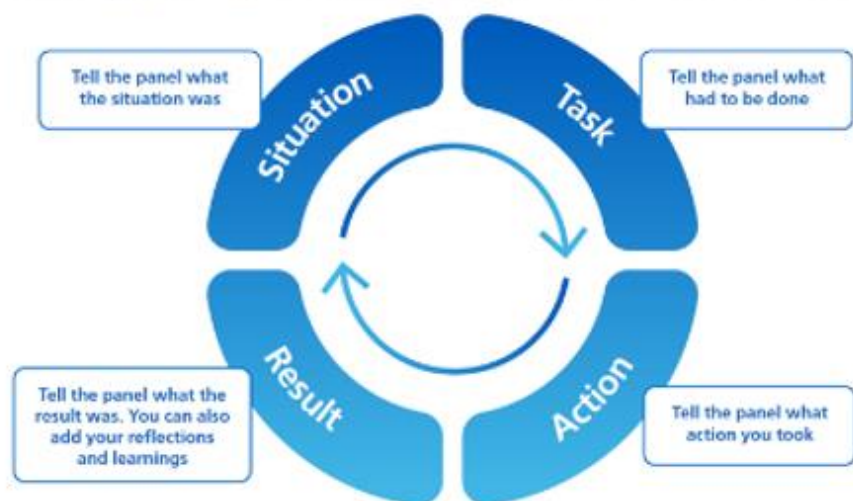 Tell the panel what
the situation was
Situation
Task
Tell the panel what
had to be done
Tell the panel what the
result was. You can also
add your reflections
and learnings
Result
Action
Tell the panel what
action you took